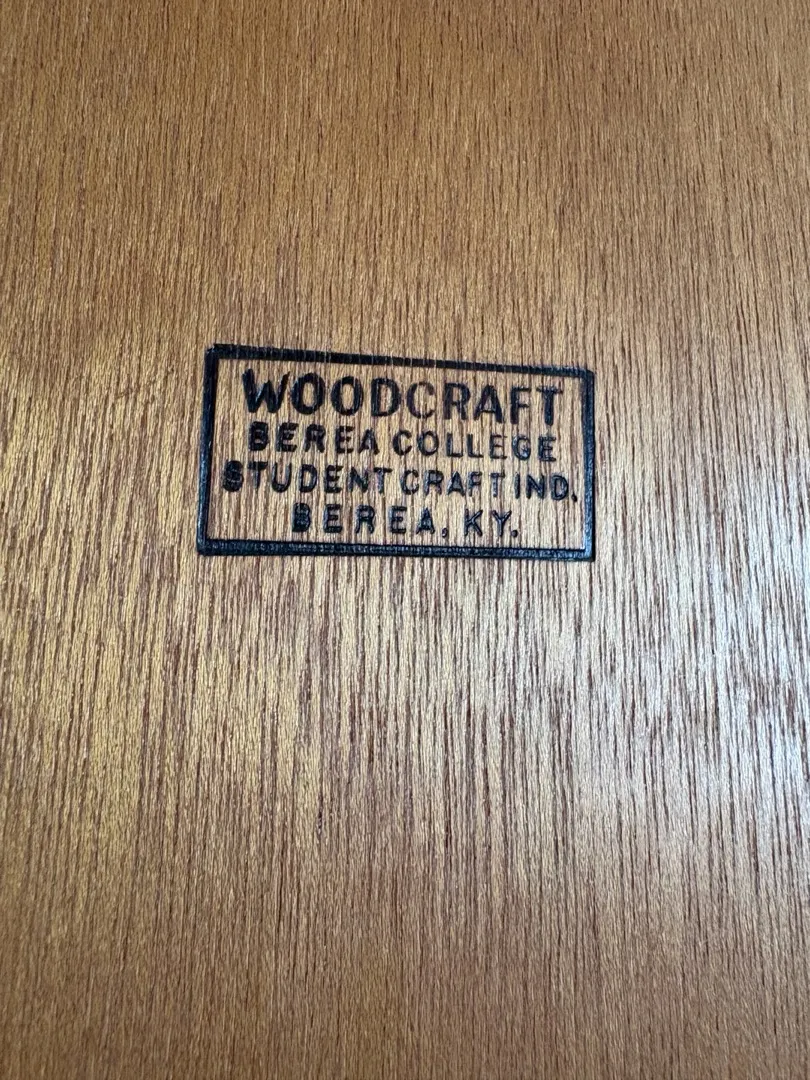 WOODCRAFT
BEREA COLLEGE
STUDENT CRAFT IND.
BEREA, KY.